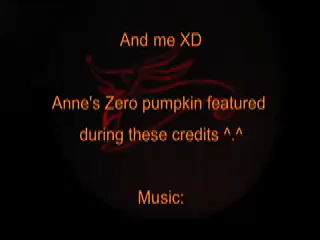 And me XD
Anne's Zero pumpkin featured
during these credits ^.^
Music: